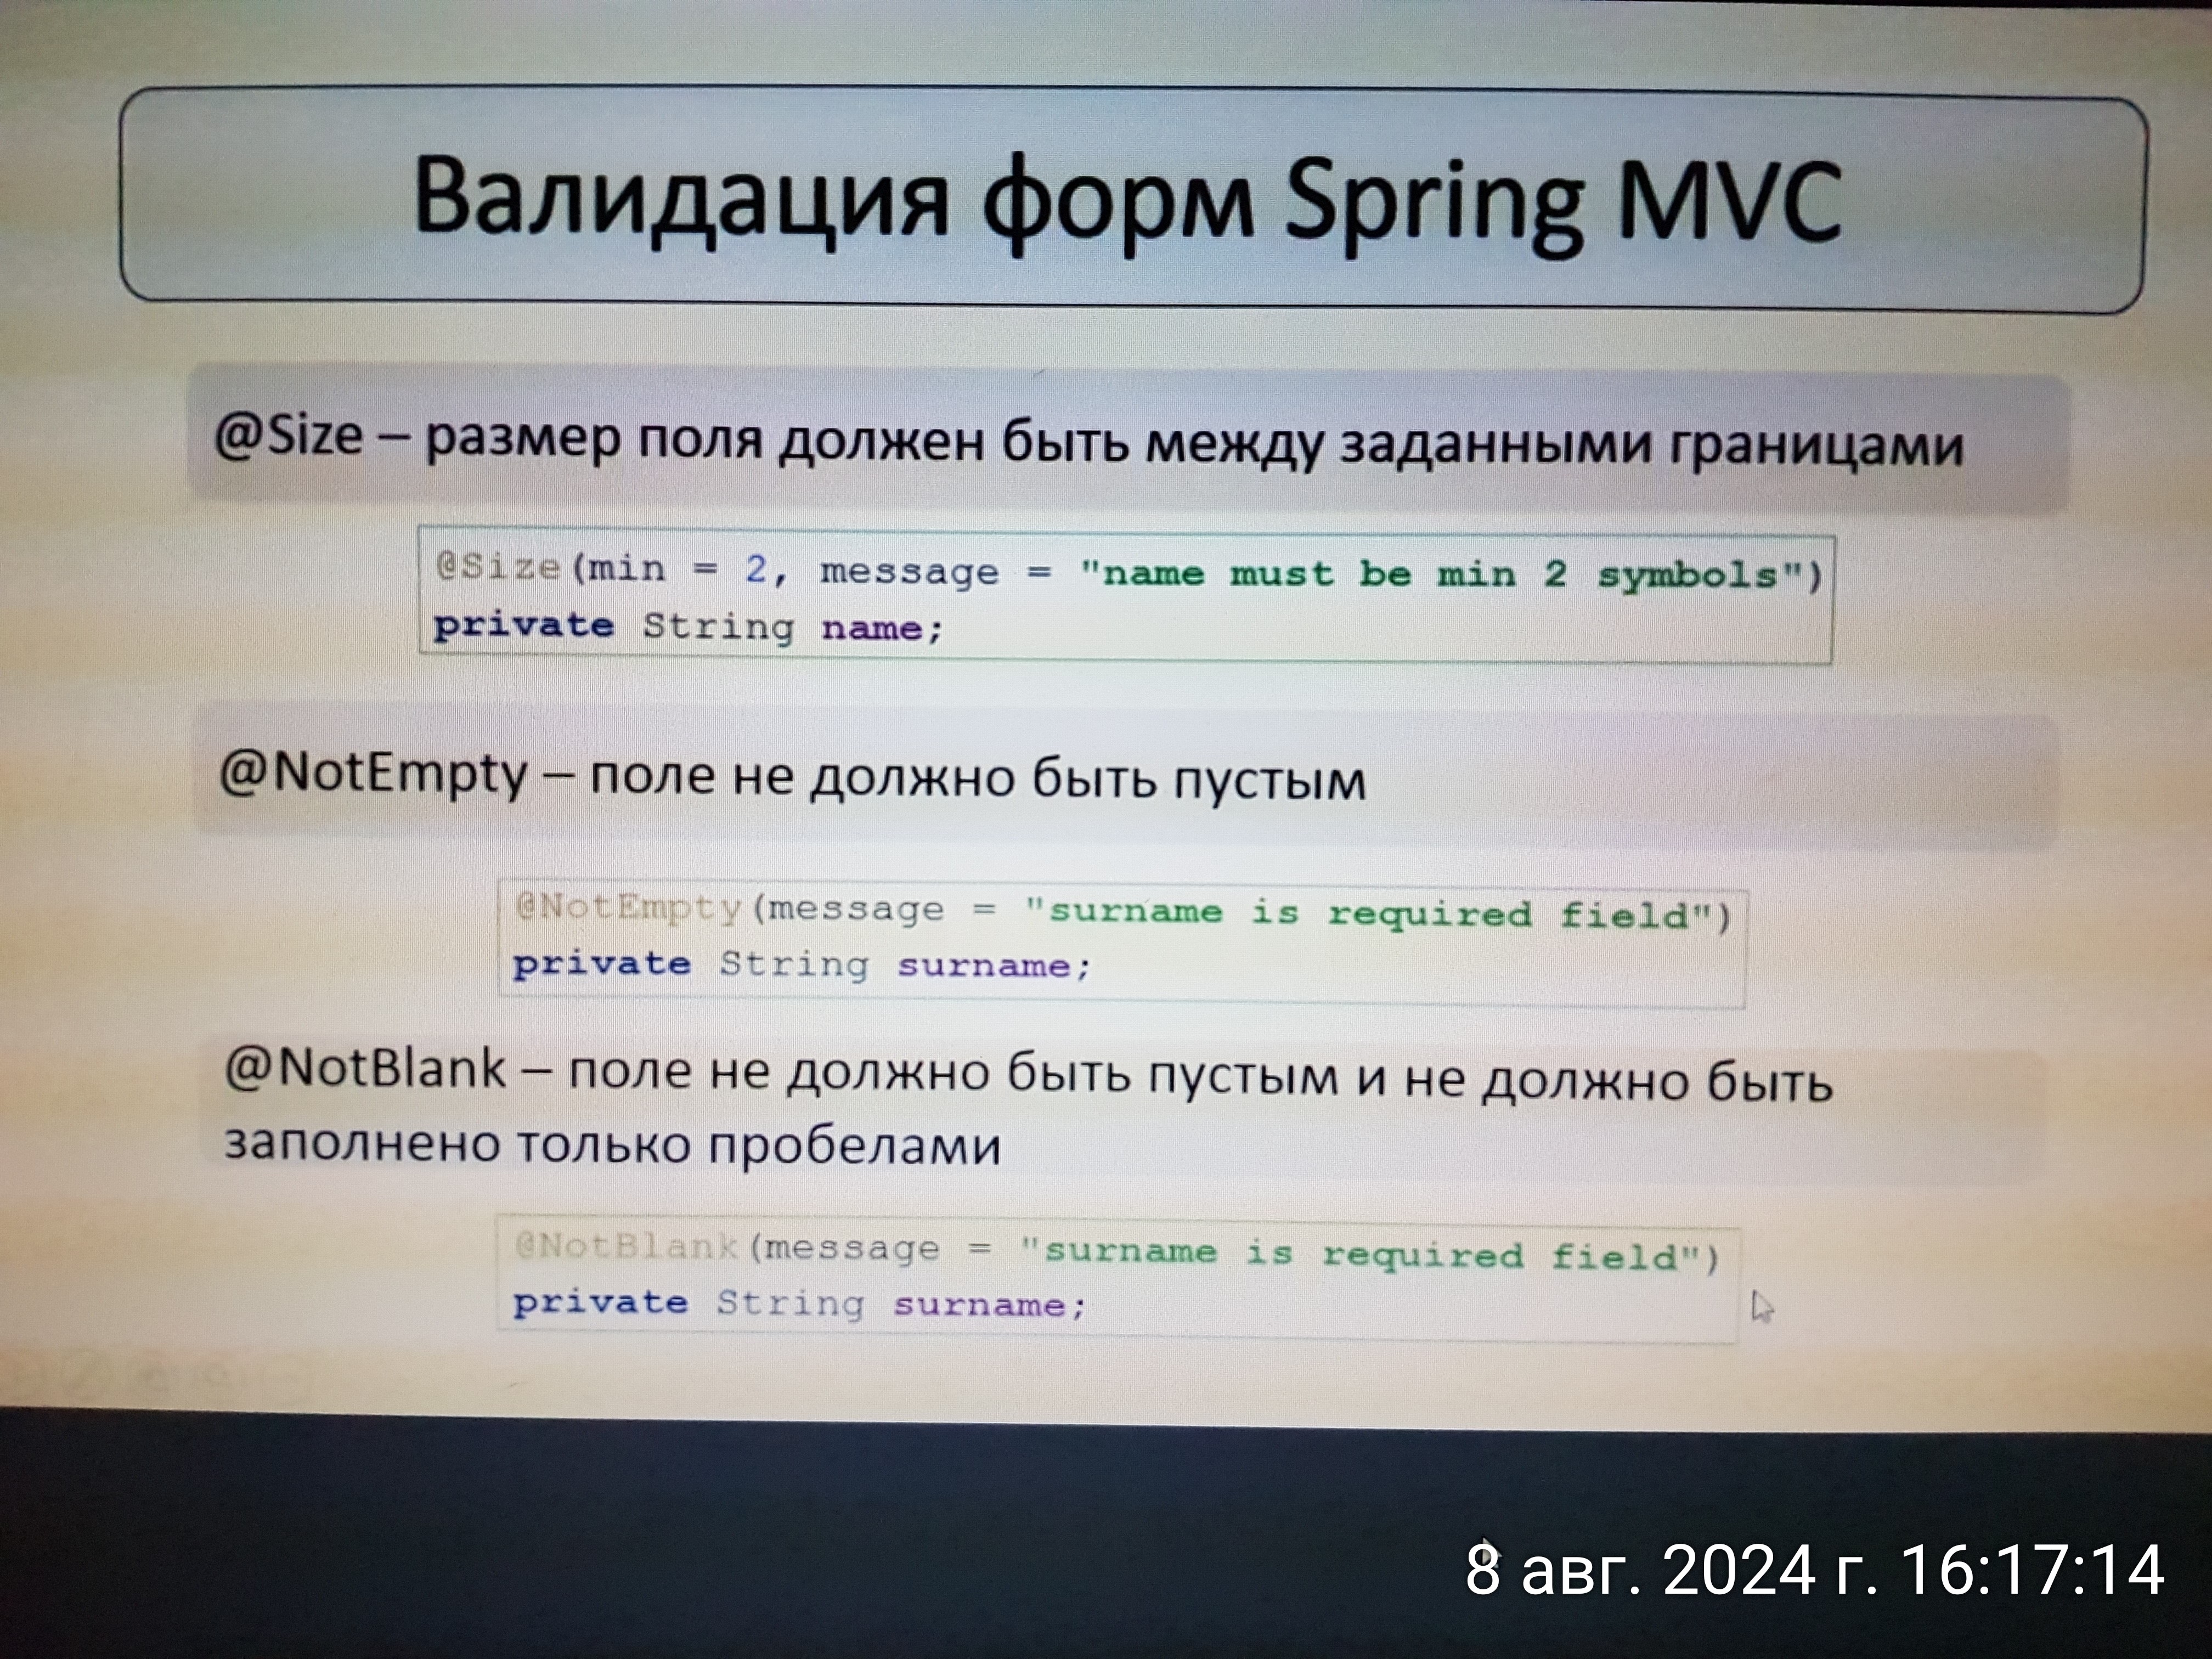 Валидация форм Spring MVC
@Size – размер поля должен быть между заданными границами
@Size(min = 2, message = "name must be min 2 symbols")
private String name;
@NotEmpty – поле не должно быть пустым
@NotEmpty(message = "surname is required field")
private String surname;
@NotBlank – поле не должно быть пустым и не должно быть
заполнено только пробелами
@NotBlank(message = "surname is required field")
private String surname;
8 авг. 2024 г. 16:17:14